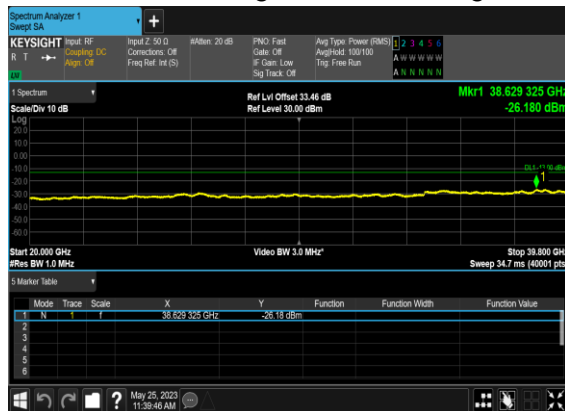 Spectrum Analyzer 1
Swept SA
+
KEYSIGHT Input: RF Input Z: 50 Ω #Atten: 20 dB PNO: Fast Avg Type: Power (RMS) 1 2 3 4 5 6
R T Coupling: DC Corrections: Off Gate: Off Avg|Hold: 100/100 A W W W W W
Align: Off Freq Ref: Int (S) IF Gain: Low Trig: Free Run
LW Sig Track: Off A N N N N N
1 Spectrum Ref Lvl Offset 33.46 dB Mkr1 38.629 325 GHz
Scale/Div 10 dB Ref Level 30.00 dBm -26.180 dBm
Log
20.0
10.0
0.00
-10.0
1
-20.0
-30.0
-40.0
-50.0
-60.0
Start 20.000 GHz Video BW 3.0 MHz* Stop 39.800 GHz
#Res BW 1.0 MHz Sweep 34.7 ms (40001 pts
5 Marker Table
Mode Trace Scale X Y Function Function Width Function Value
1 N 1 f 38.629 325 GHz -26.18 dBm
2
3
4
5
6
? May 25, 2023
11:39:46 AM